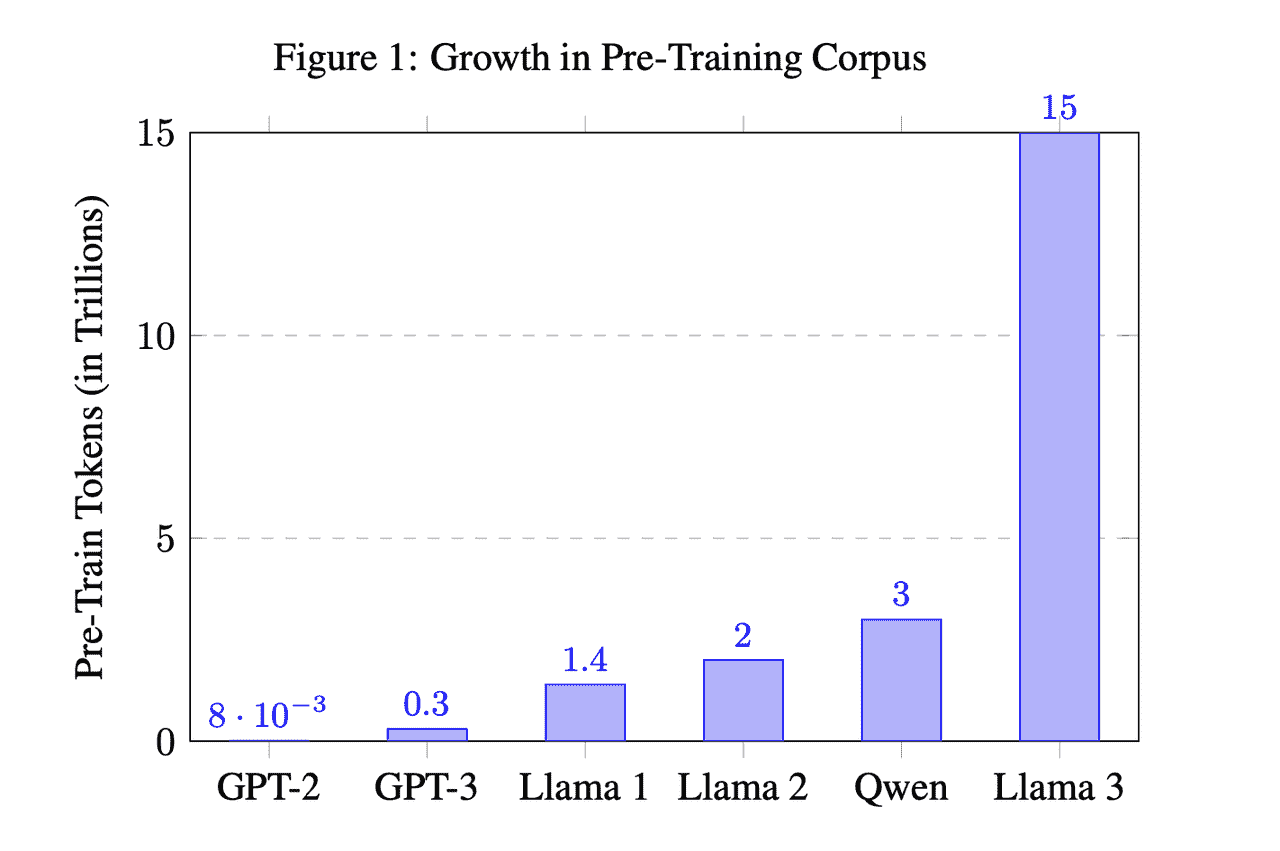 Figure 1: Growth in Pre-Training Corpus
Pre-Train Tokens (in Trillions)
15
10
5
0
8 · 10⁻³
0.3
1.4
2
3
15
GPT-2 GPT-3 Llama 1 Llama 2 Qwen Llama 3